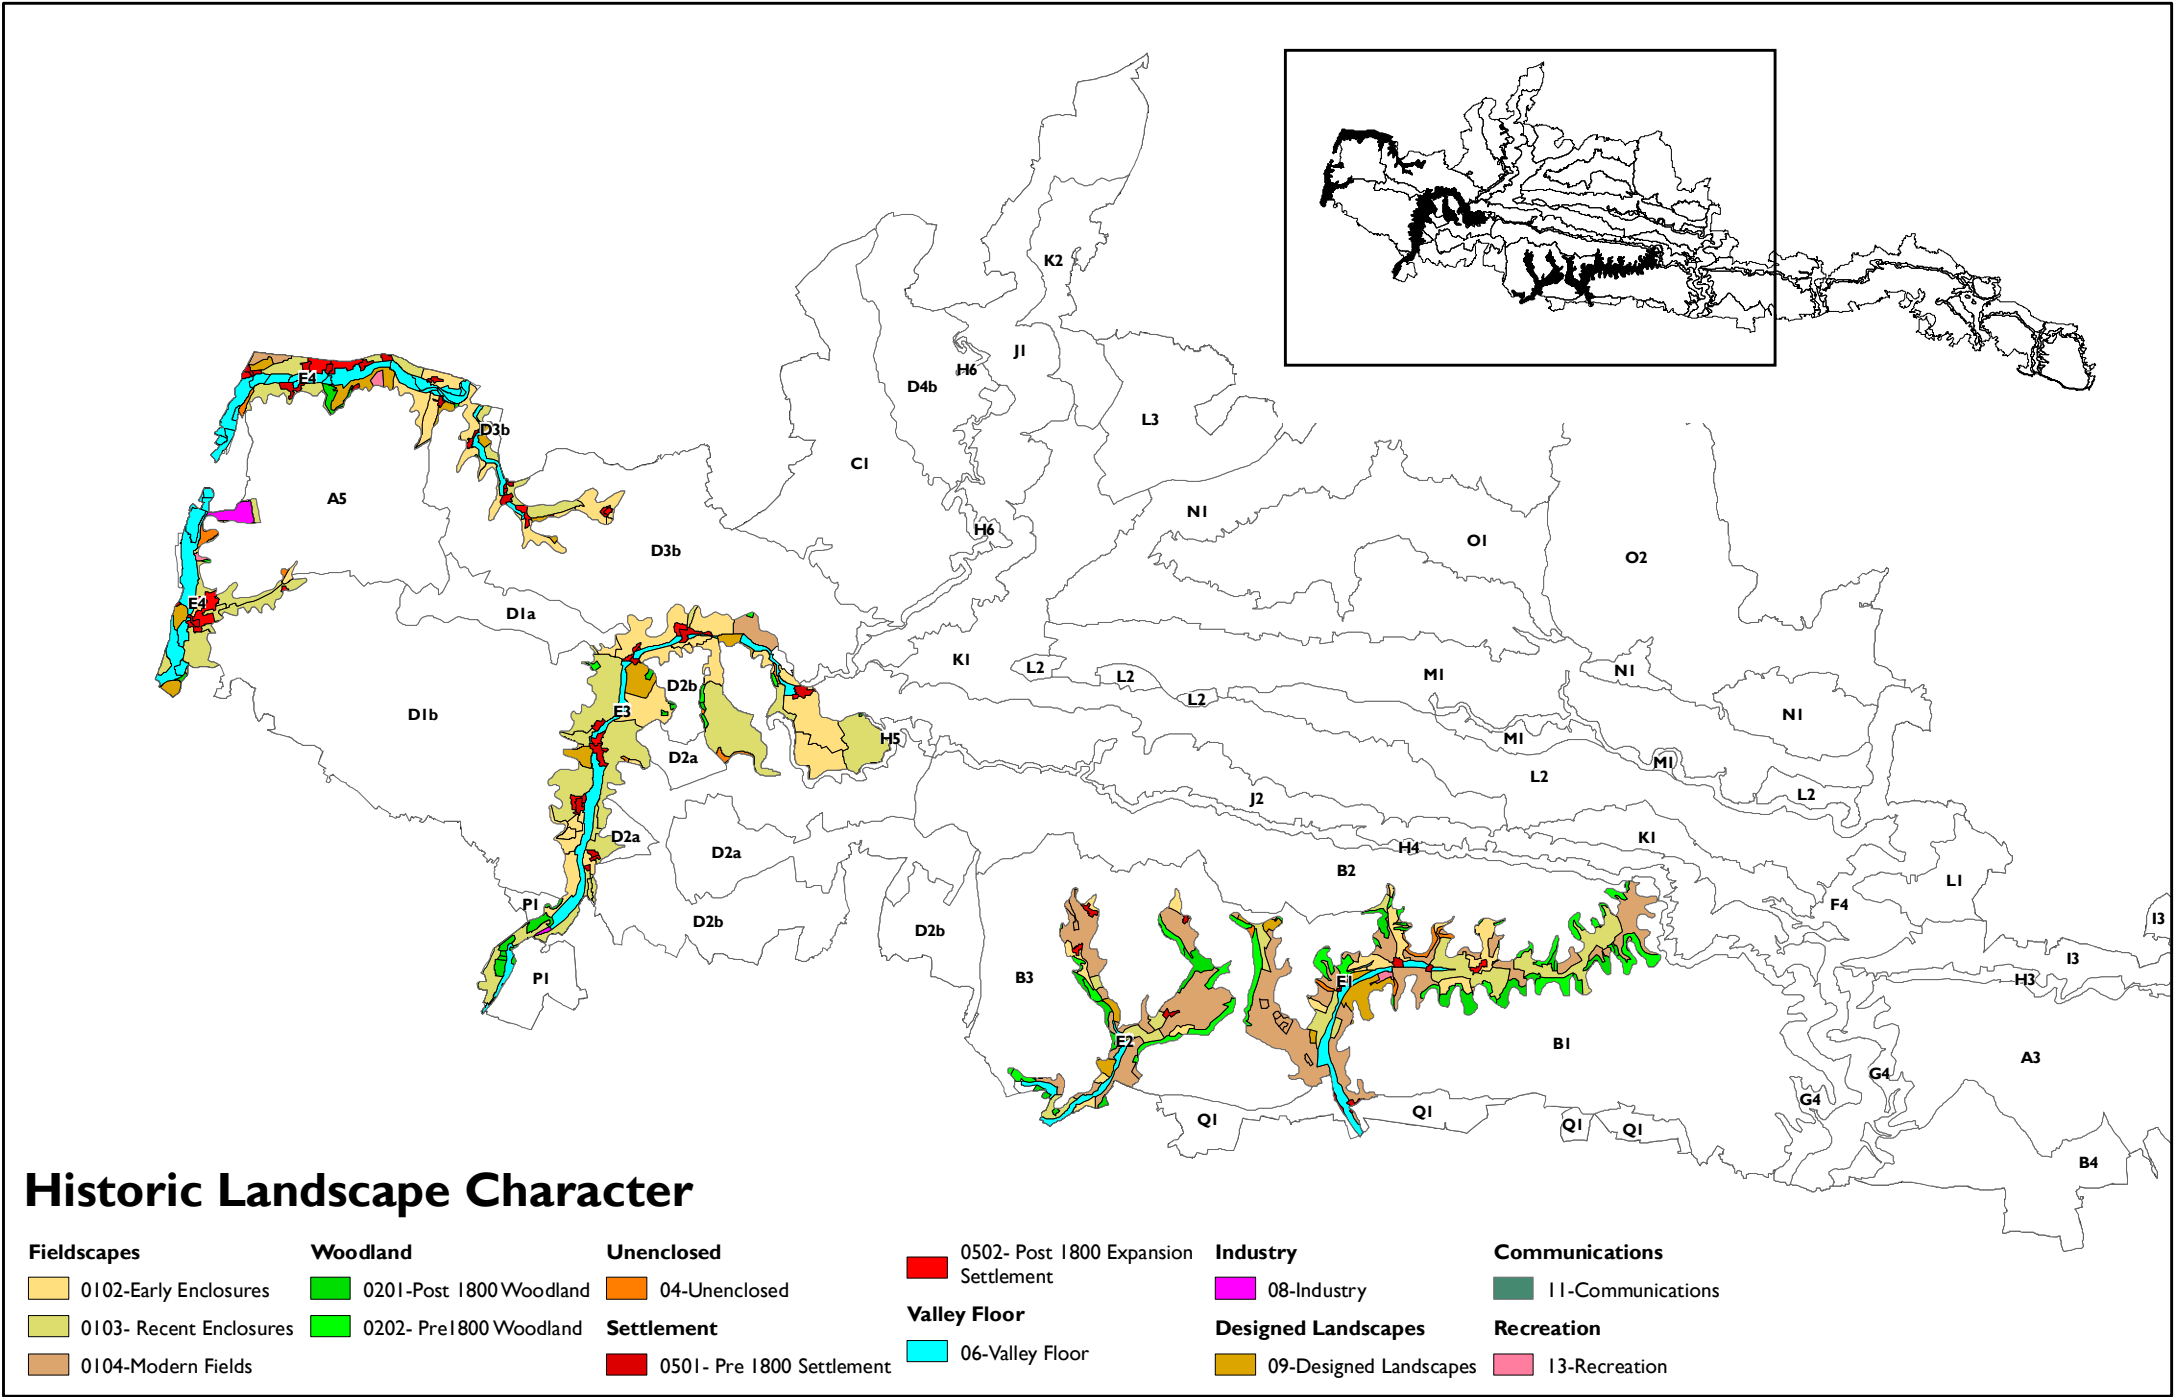 K2
J1
H6
D4b
L3
E4
D3b
C1
A5
N1
O1
H6
D3b
O2
E4
D1a
K1
L2
L2
L2
M1
N1
D2b
E3
D1b
N1
H5
M1
D2a
M1
L2
J2
L2
D2a
K1
D2a
H4
B2
L1
P1
F4
D2b
D2b
I3
I3
P1
B3
E1
H3
E2
B1
A3
G4
G4
Q1
Q1
Q1
Q1
B4
Historic Landscape Character
Fieldscapes
0102-Early Enclosures
0103- Recent Enclosures
0104-Modern Fields
Woodland
0201-Post 1800 Woodland
0202- Pre1800 Woodland
Unenclosed
04-Unenclosed
Settlement
0501- Pre 1800 Settlement
0502- Post 1800 Expansion
Settlement
Valley Floor
06-Valley Floor
Industry
08-Industry
Designed Landscapes
09-Designed Landscapes
Communications
11-Communications
Recreation
13-Recreation